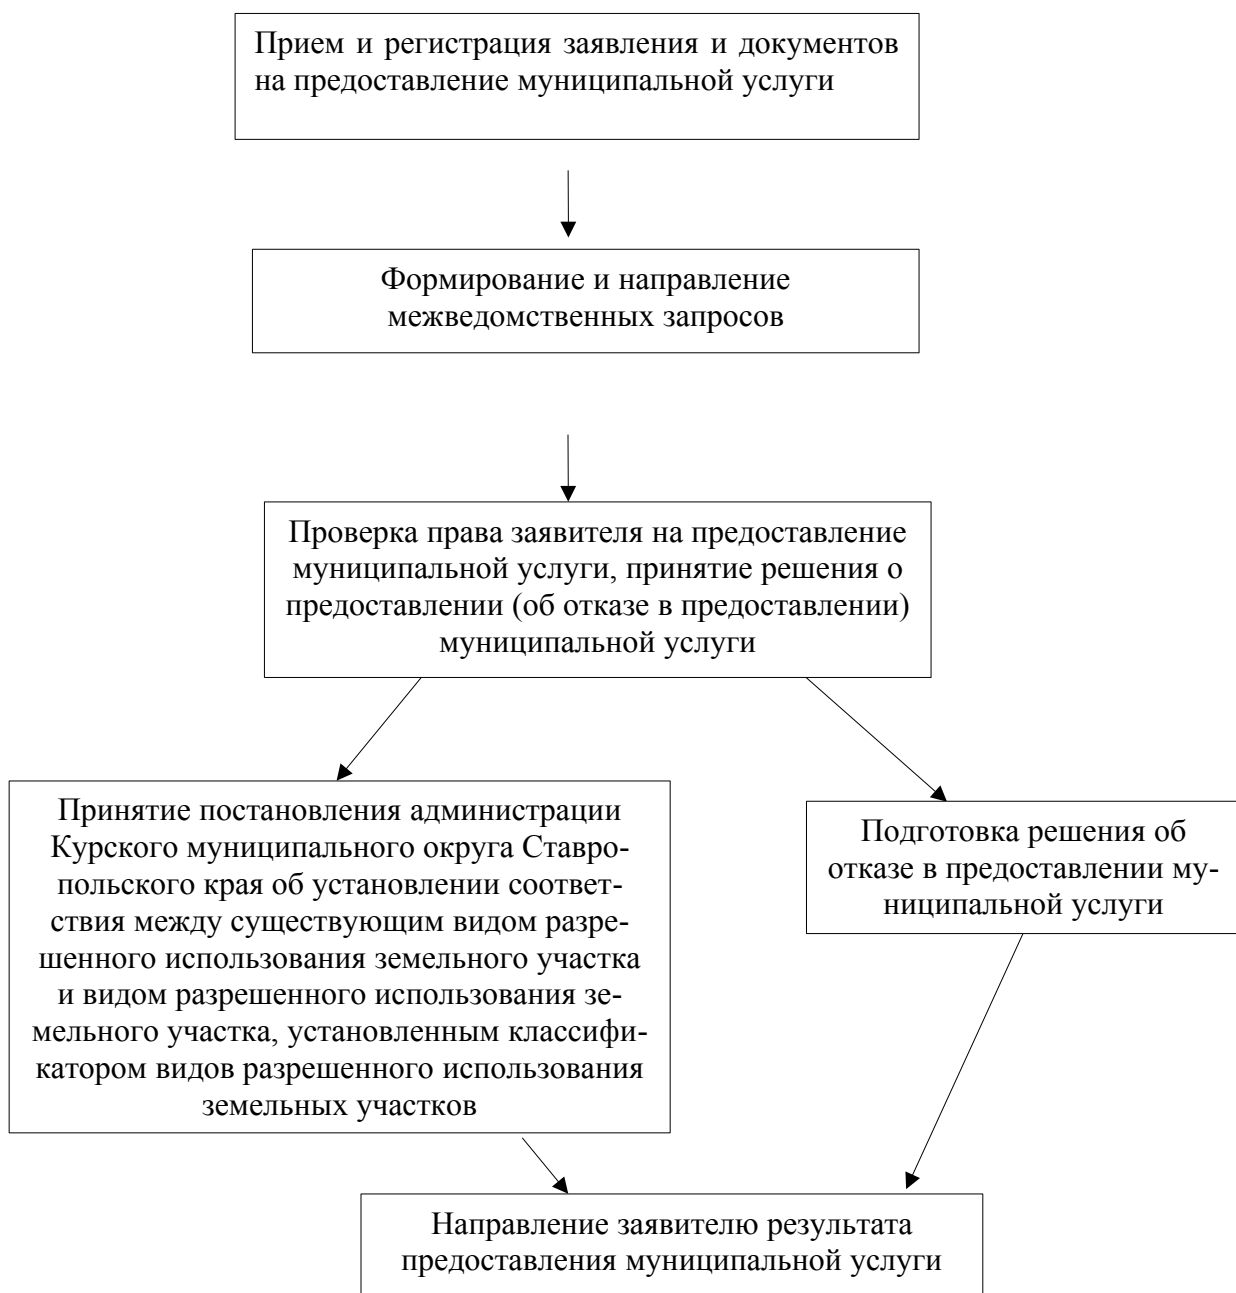 Прием и регистрация заявления и документов
на предоставление муниципальной услуги
Формирование и направление
межведомственных запросов
Проверка права заявителя на предоставление
муниципальной услуги, принятие решения о
предоставлении (об отказе в предоставлении)
муниципальной услуги
Принятие постановления администрации
Курского муниципального округа Ставро-
польского края об установлении соответ-
ствия между существующим видом разре-
шенного использования земельного участка
и видом разрешенного использования зе-
мельного участка, установленным классифи-
катором видов разрешенного использования
земельных участков
Подготовка решения об
отказе в предоставлении му-
ниципальной услуги
Направление заявителю результата
предоставления муниципальной услуги